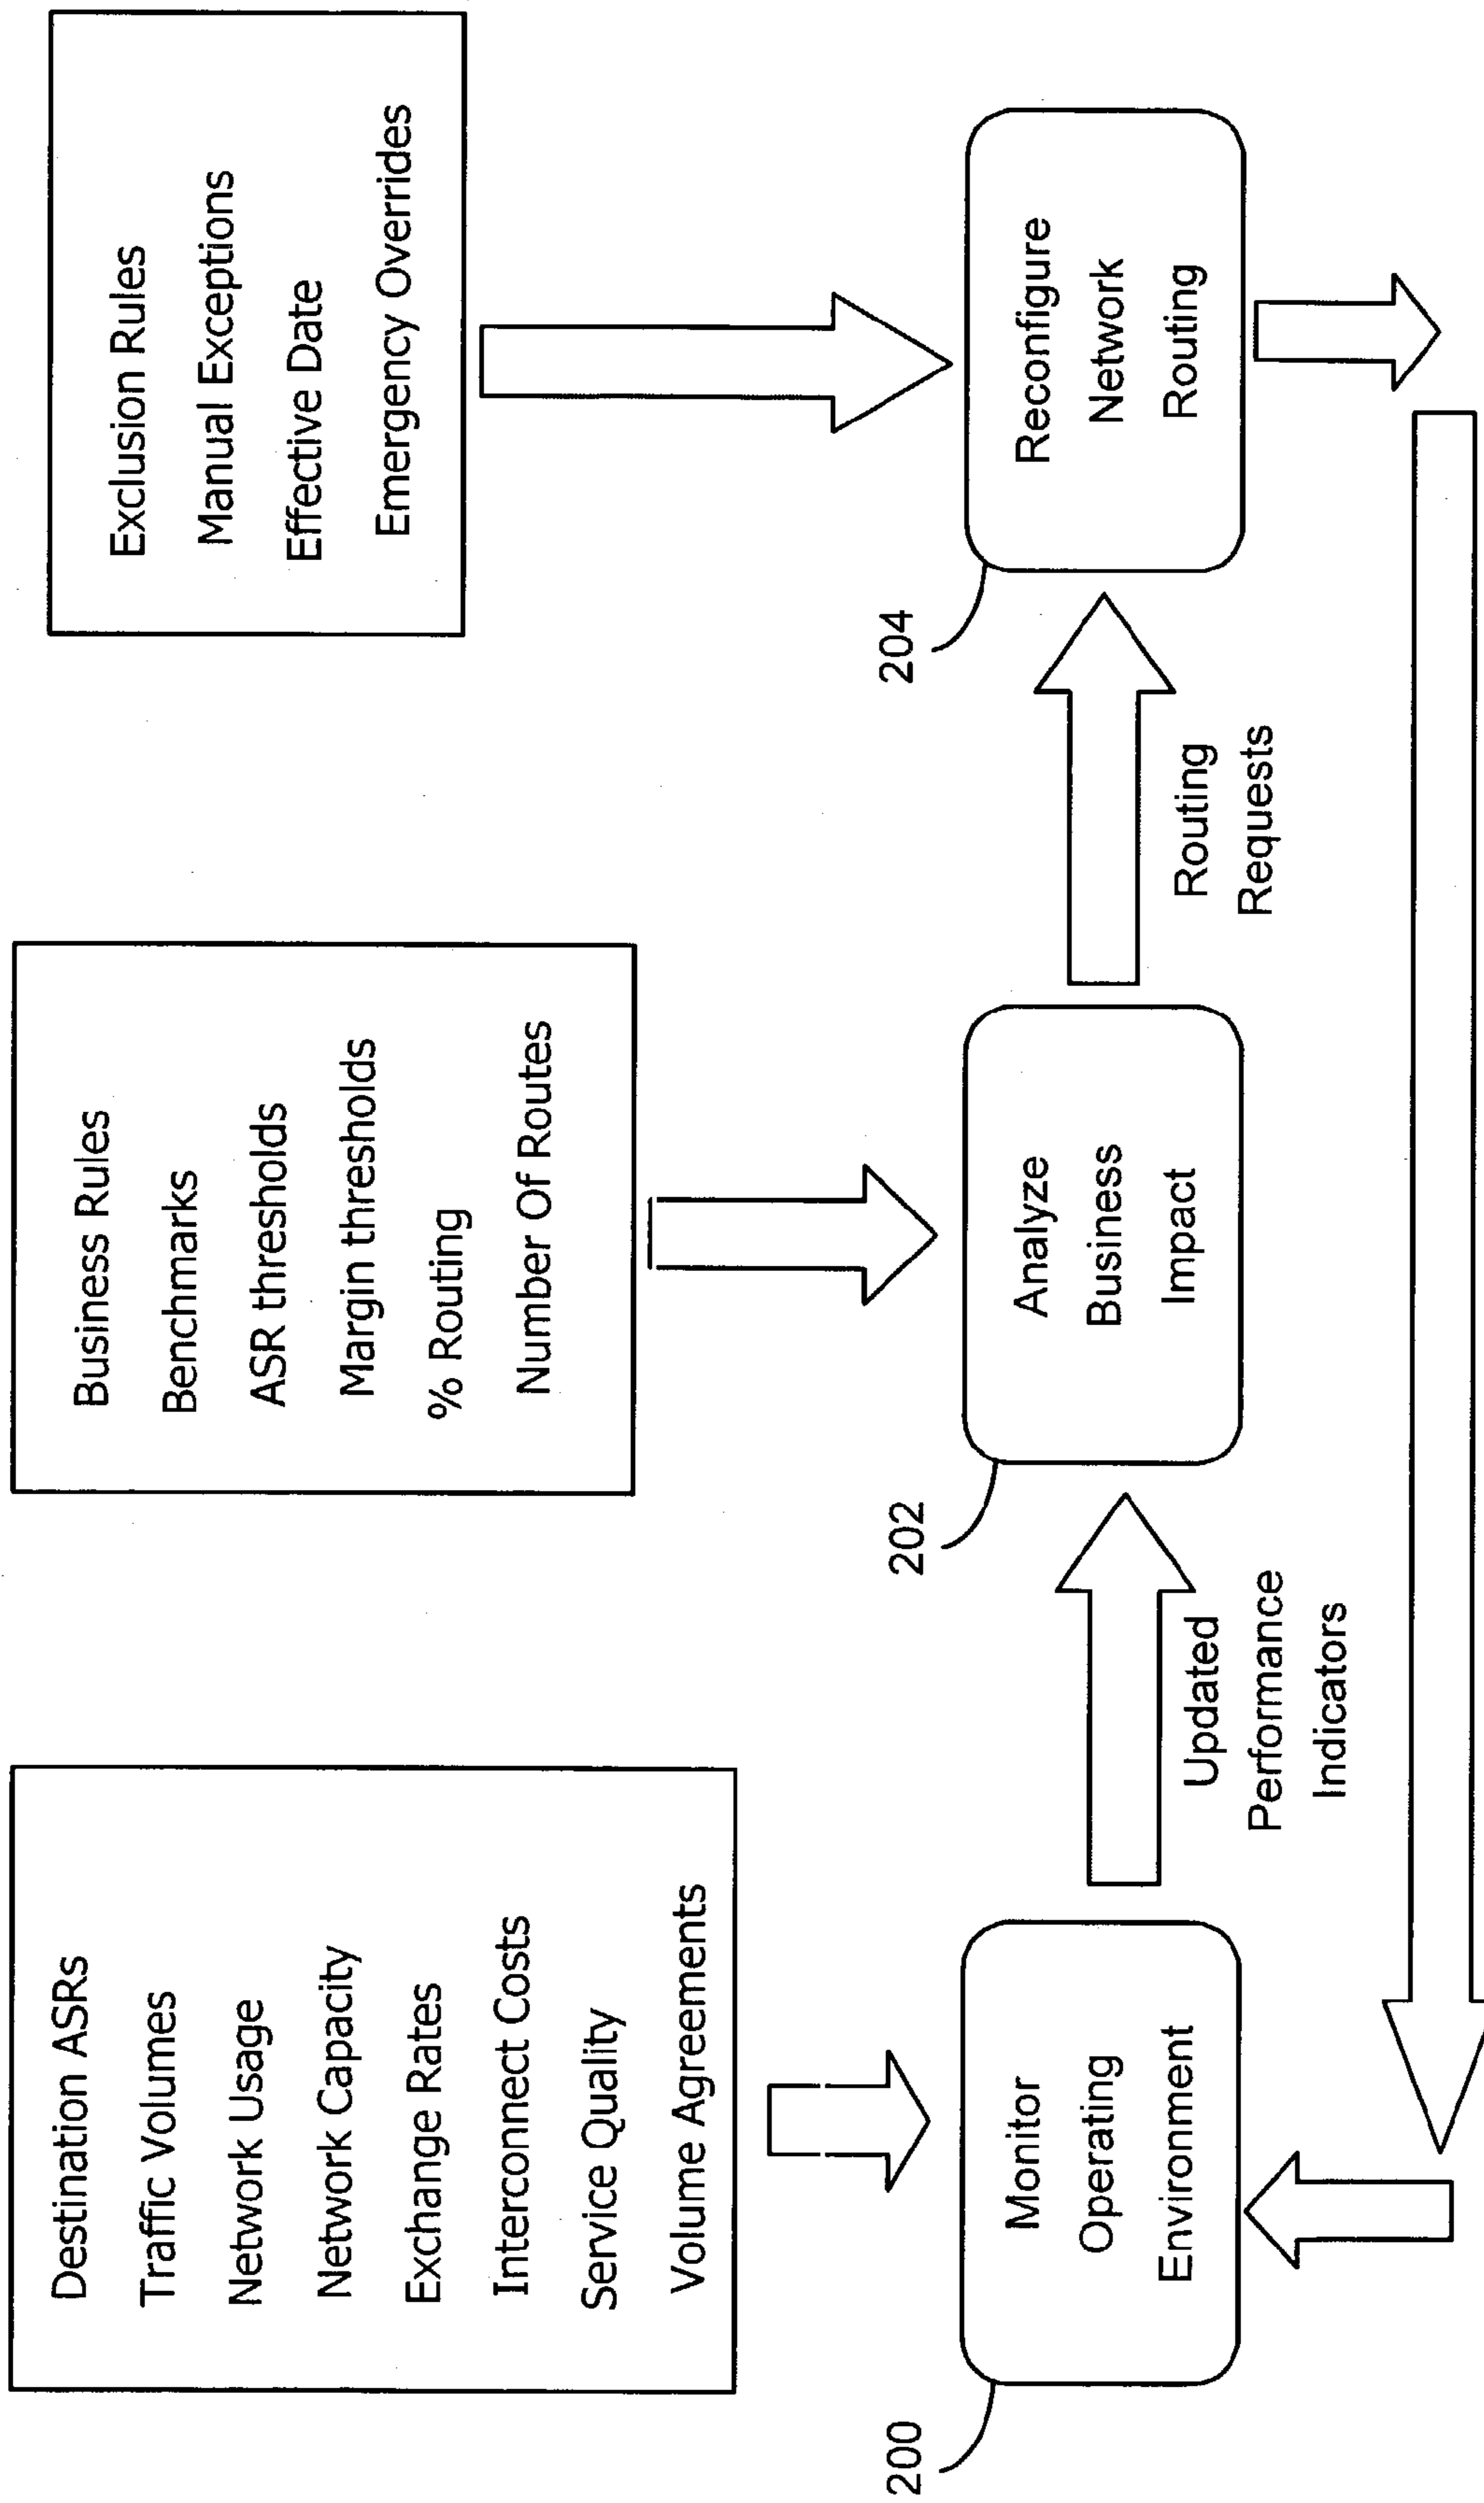 Destination ASRs
Traffic Volumes
Network Usage
Network Capacity
Exchange Rates
Interconnect Costs
Service Quality
Volume Agreements
Business Rules
Benchmarks
ASR thresholds
Margin thresholds
% Routing
Number Of Routes
Exclusion Rules
Manual Exceptions
Effective Date
Emergency Overrides
200
Monitor
Operating
Environment
Updated
Performance
Indicators
202
Analyze
Business
Impact
Routing
Requests
204
Reconfigure
Network
Routing